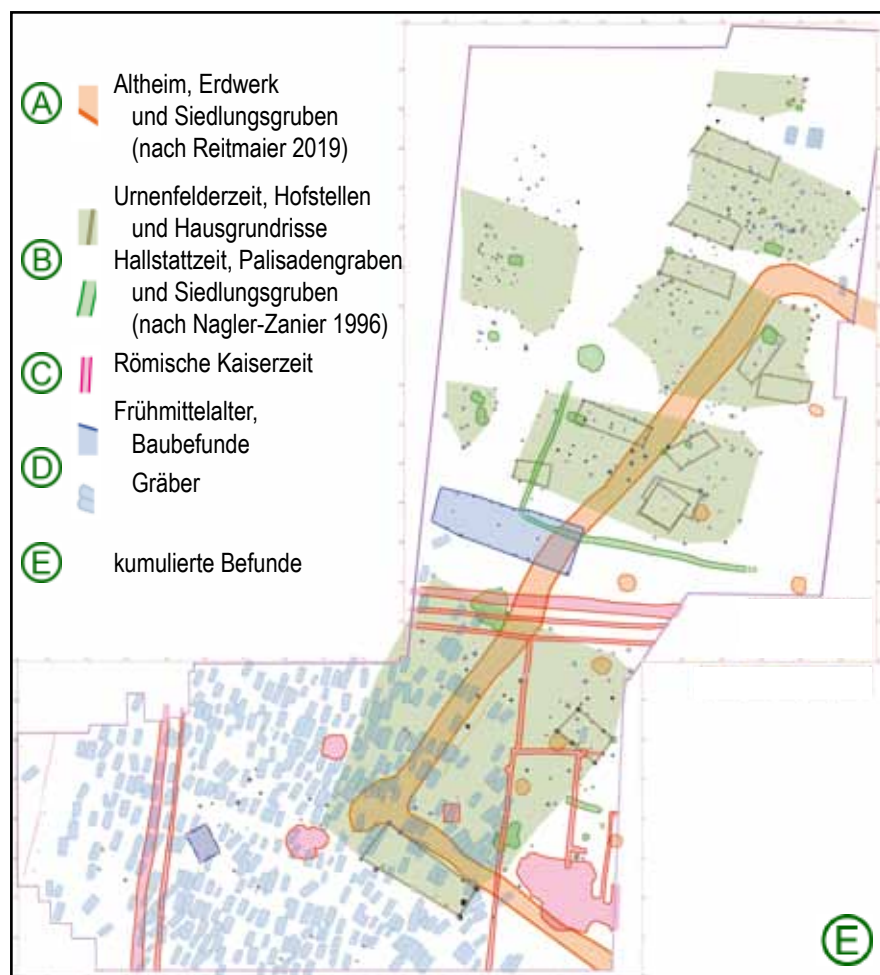 A
Altheim, Erdwerk
und Siedlungsgruben
(nach Reitmaier 2019)
Urnenfelderzeit, Hofstellen
und Hausgrundrisse
B
Hallstattzeit, Palisadengraben
und Siedlungsgruben
(nach Nagler-Zanier 1996)
C
Römische Kaiserzeit
Frühmittelalter,
Baubefunde
D
Gräber
E
kumulierte Befunde
E